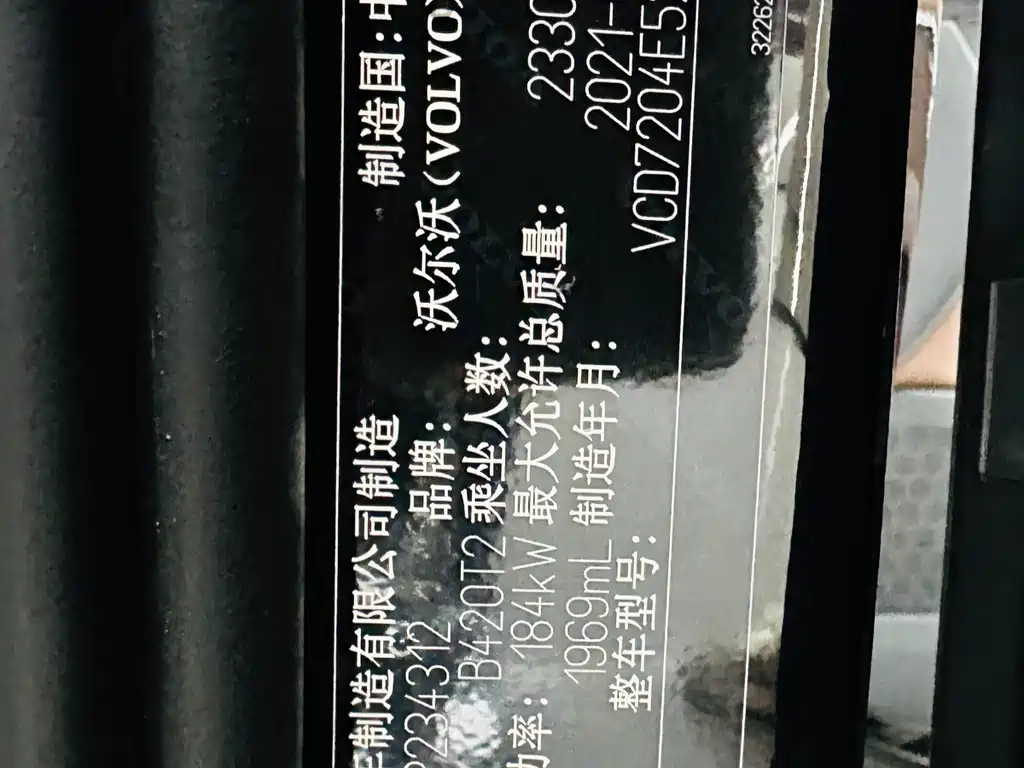 制造有限公司制造 制造国:中
234312 品牌: 沃尔沃(VOLVO)
B420T2 乘坐人数:
功率: 184kW 最大允许总质量: 2330
1969mL 制造年月: 2021-
整车型号: VCD7204E5
32262